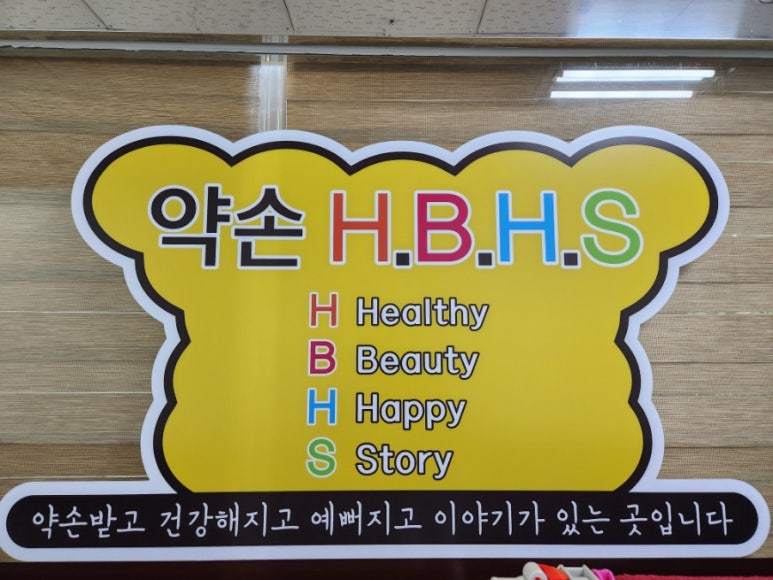 약손 H.B.H.S
H Healthy
B Beauty
H Happy
S Story
약손받고 건강해지고 예뻐지고 이야기가 있는 곳입니다